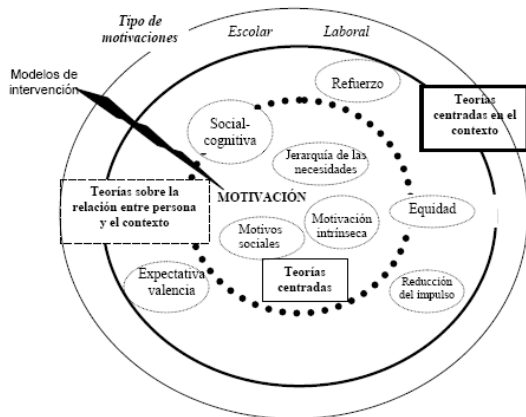 Tipo de
motivaciones
Escolar
Laboral
Modelos de
intervención
Refuerzo
Teorías
centradas en el
contexto
Social-
cognitiva
Jerarquía de las
necesidades
Teorías sobre la
relación entre persona
y el contexto
MOTIVACIÓN
Motivación
intrínseca
Equidad
Motivos
sociales
Teorías
centradas
Expectativa
valencia
Reducción
del impulso